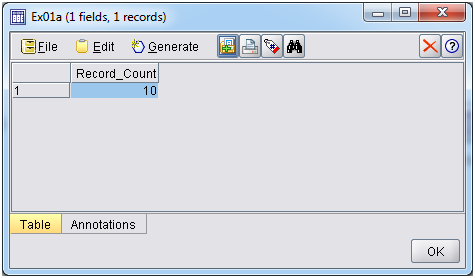 Ex01a (1 fields, 1 records)
File Edit Generate
Record_Count
1 10
Table Annotations
OK